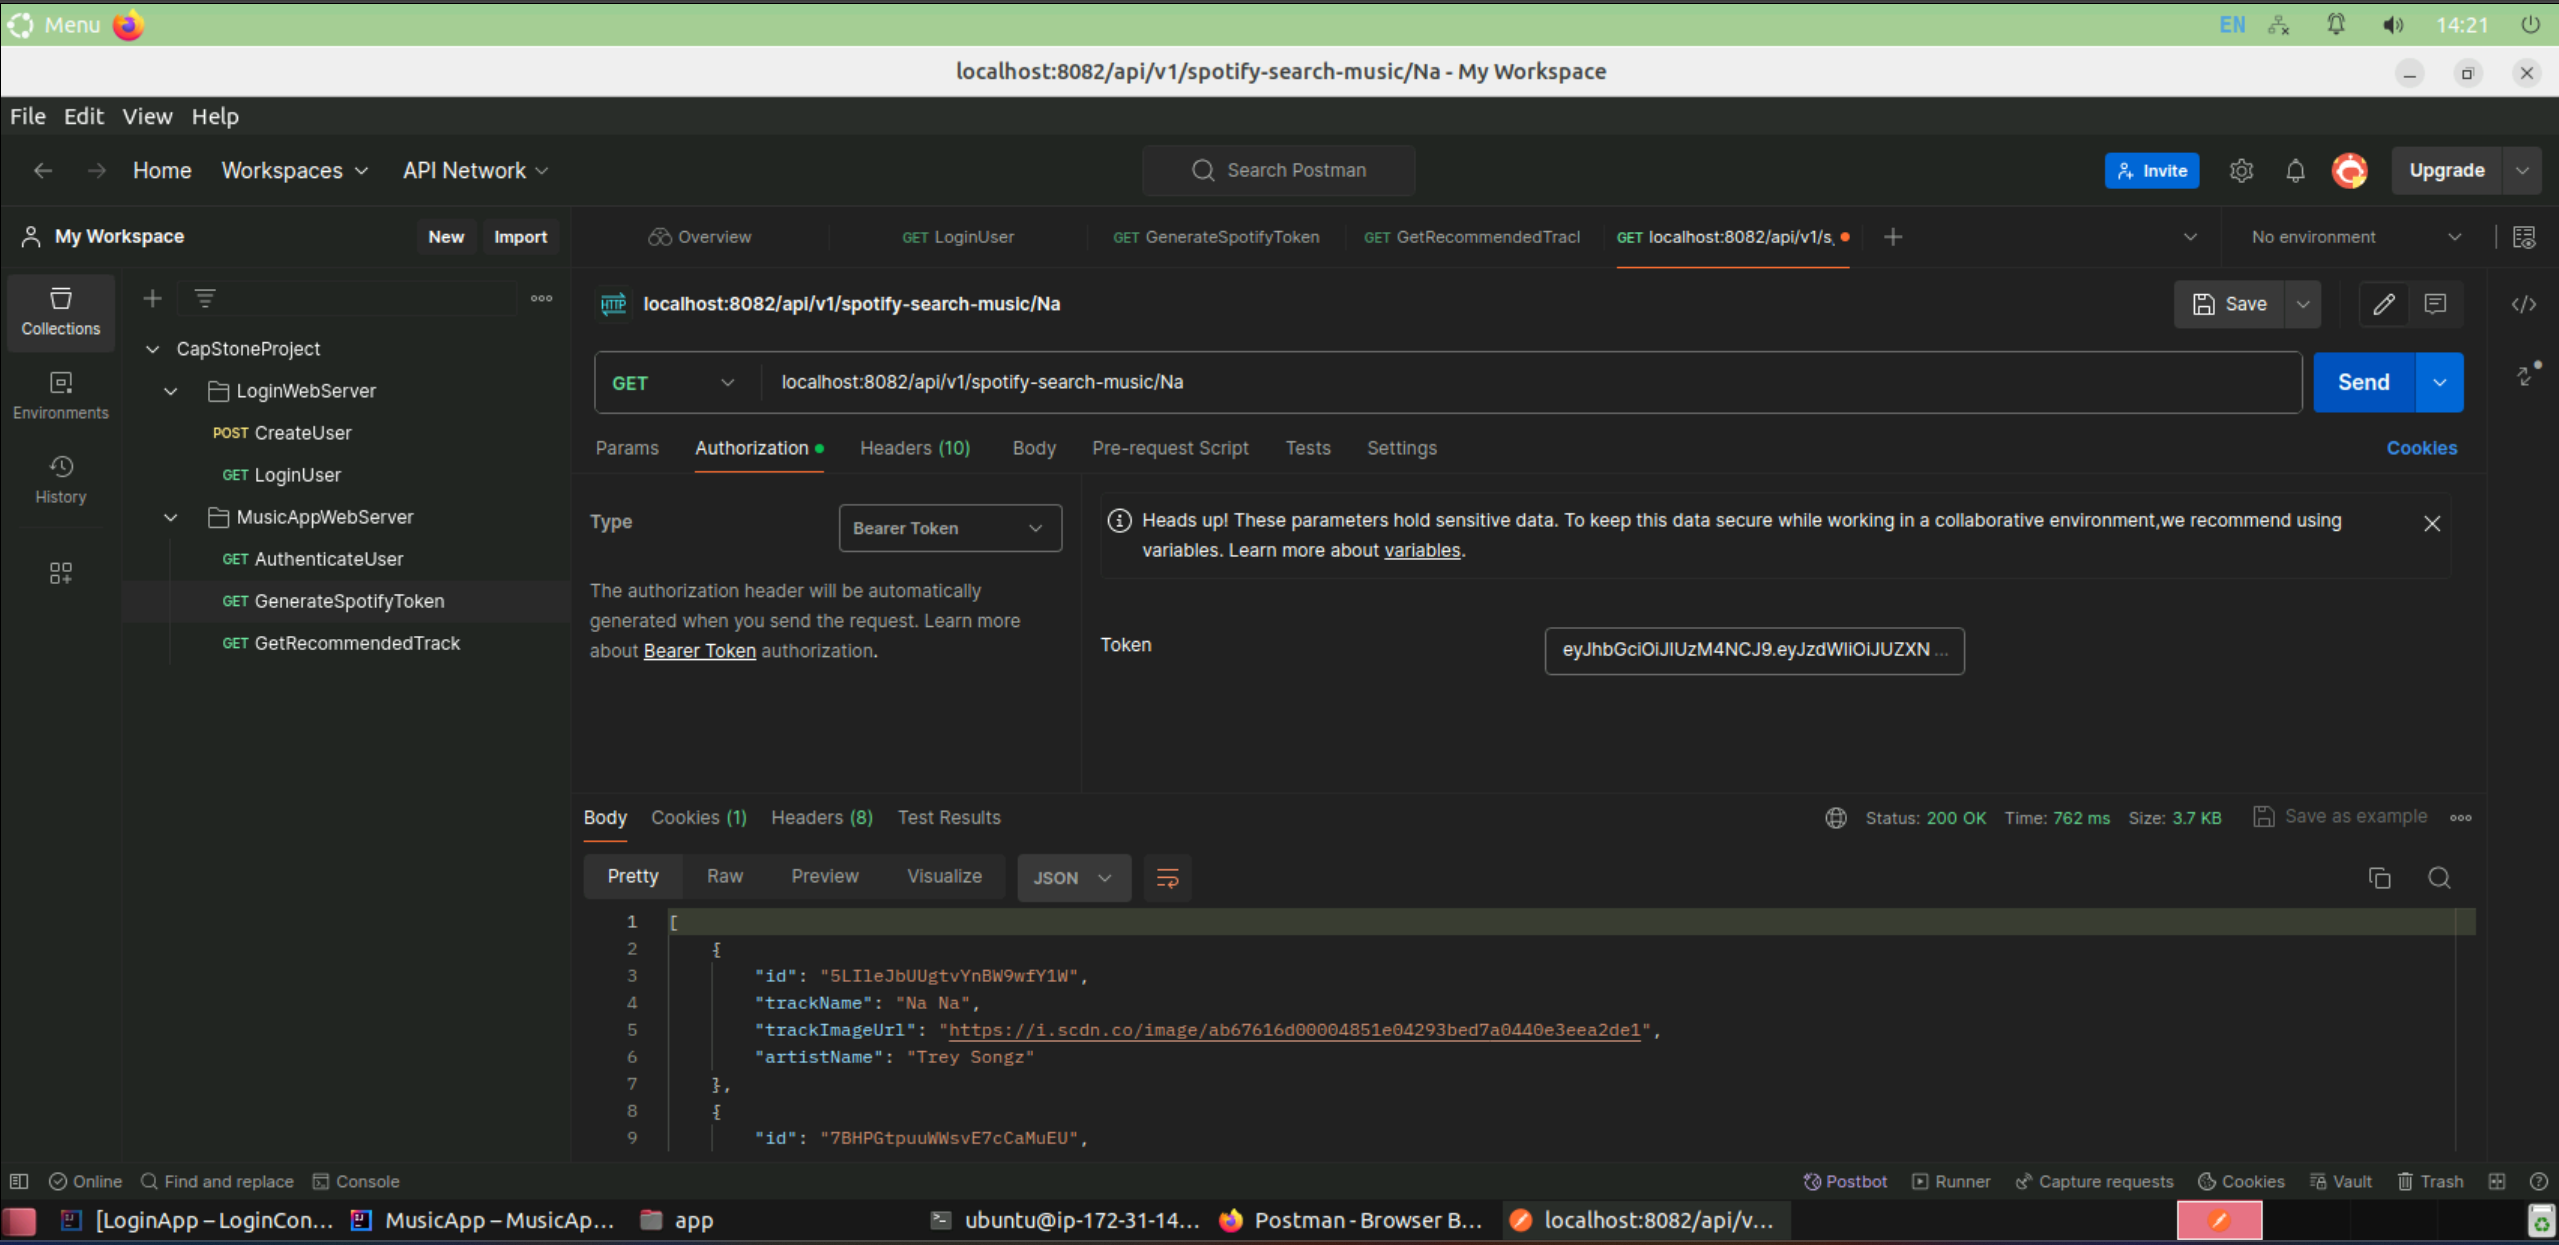 Menu EN 14:21
localhost:8082/api/v1/spotify-search-music/Na - My Workspace
File Edit View Help
Home Workspaces API Network Search Postman Invite Upgrade
My Workspace New Import Overview GET LoginUser GET GenerateSpotifyToken GET GetRecommendedTracl GET localhost:8082/api/v1/s. No environment
Collections
Environments
History
CapStoneProject
LoginWebServer
POST CreateUser
GET LoginUser
MusicAppWebServer
GET AuthenticateUser
GET GenerateSpotifyToken
GET GetRecommendedTrack
HTTP localhost:8082/api/v1/spotify-search-music/Na Save
GET localhost:8082/api/v1/spotify-search-music/Na Send
Params Authorization Headers (10) Body Pre-request Script Tests Settings Cookies
Type Bearer Token
The authorization header will be automatically
generated when you send the request. Learn more
about Bearer Token authorization.
Heads up! These parameters hold sensitive data. To keep this data secure while working in a collaborative environment,we recommend using
variables. Learn more about variables.
Token eyJhbGciOiJIUzM4NCJ9.eyJzdWIiOiJUZXN ...
Body Cookies (1) Headers (8) Test Results Status: 200 OK Time: 762 ms Size: 3.7 KB Save as example
Pretty Raw Preview Visualize JSON
1 [
2 {
3 "id": "5LIleJbUUgtvYnBW9wfY1W",
4 "trackName": "Na Na",
5 "trackImageUrl": "https://i.scdn.co/image/ab67616d00004851e04293bed7a0440e3eea2de1",
6 "artistName": "Trey Songz"
7 },
8 {
9 "id": "7BHPGtpuuWWsvE7cCaMuEU",
Online Find and replace Console Postbot Runner Capture requests Cookies Vault Trash
[LoginApp – LoginCon... MusicApp – MusicAp... app ubuntu@ip-172-31-14... Postman - Browser B... localhost:8082/api/v...